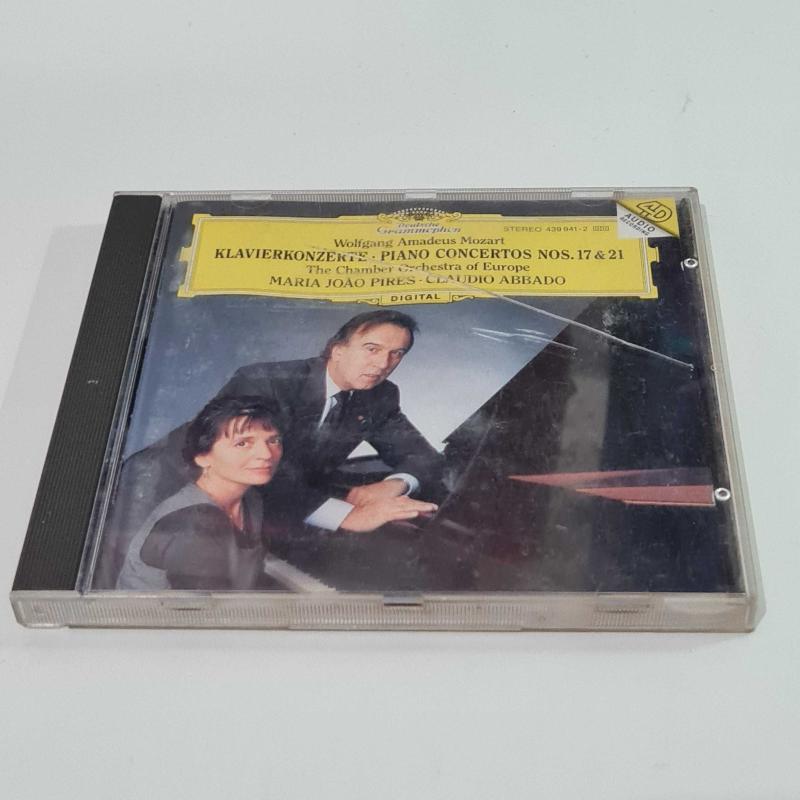 Deutsche
Grammophon
STEREO 439 941-2
4D
AUDIO
RECORDING
Wolfgang Amadeus Mozart
KLAVIERKONZERTE · PIANO CONCERTOS NOS. 17 & 21
The Chamber Orchestra of Europe
MARIA JOÃO PIRES · CLAUDIO ABBADO
DIGITAL